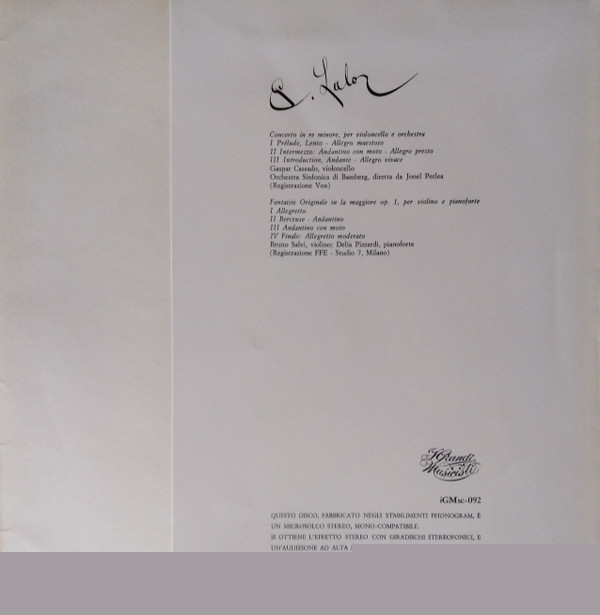 E. Lalo
Concerto in re minore, per violoncello e orchestra
I Prélude, Lento - Allegro maestoso
II Intermezzo: Andantino con moto - Allegro presto
III Introduction, Andante - Allegro vivace
Gaspar Cassado, violoncello
Orchestra Sinfonica di Bamberg, diretta da Jonel Perlea
(Registrazione Vox)
Fantaisie Originale in la maggiore op. 1, per violino e pianoforte
I Allegretto
II Berceuse - Andantino
III Andantino con moto
IV Finale: Allegretto moderato
Bruno Salvi, violino; Delia Pizzardi, pianoforte
(Registrazione FFE - Studio 7, Milano)
I Grandi
Musicisti
iGMsc-092
QUESTO DISCO, FABBRICATO NEGLI STABILIMENTI PHONOGRAM, È
UN MICROSOLCO STEREO, MONO-COMPATIBILE.
SI OTTIENE L'EFFETTO STEREO CON GIRADISCHI STEREOFONICI, E
UN'AUDIZIONE AD ALTA